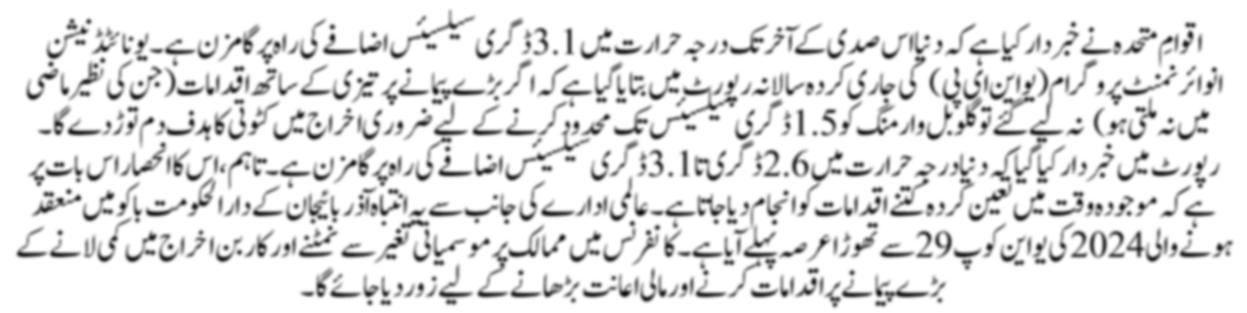 اقوامِ متحدہ نے خبردار کیا ہے کہ دنیا اس صدی کے آخر تک درجہ حرارت میں 3.1 ڈگری سیلسیئس اضافے کی راہ پر گامزن ہے۔ یونائٹڈ نیشن
انوائرنمنٹ پروگرام (یو این ای پی) کی جاری کردہ سالانہ رپورٹ میں بتایا گیا ہے کہ اگر بڑے پیمانے پر تیزی کے ساتھ اقدامات (جن کی نظیر ماضی
میں نہ ملتی ہو) نہ لیے گئے تو گلوبل وارمنگ کو 1.5 ڈگری سیلسیئس تک محدود کرنے کے لیے ضروری اخراج میں کٹوتی کا ہدف دم توڑ دے گا۔
رپورٹ میں خبردار کیا گیا کہ دنیا درجہ حرارت میں 2.6 ڈگری تا 3.1 ڈگری سیلسیئس اضافے کی راہ پر گامزن ہے۔ تاہم، اس کا انحصار اس بات پر
ہے کہ موجودہ وقت میں تعین کردہ کتنے اقدامات کو انجام دیا جاتا ہے۔ عالمی ادارے کی جانب سے یہ انتباہ آذربائیجان کے دارالحکومت باکو میں منعقد
ہونے والی 2024 کی یو این کوپ 29 سے تھوڑا عرصہ پہلے آیا ہے۔ کانفرنس میں ممالک پر موسمیاتی تغیر سے نمٹنے اور کاربن اخراج میں کمی لانے کے
بڑے پیمانے پر اقدامات کرنے اور مالی اعانت بڑھانے کے لیے زور دیا جائے گا۔